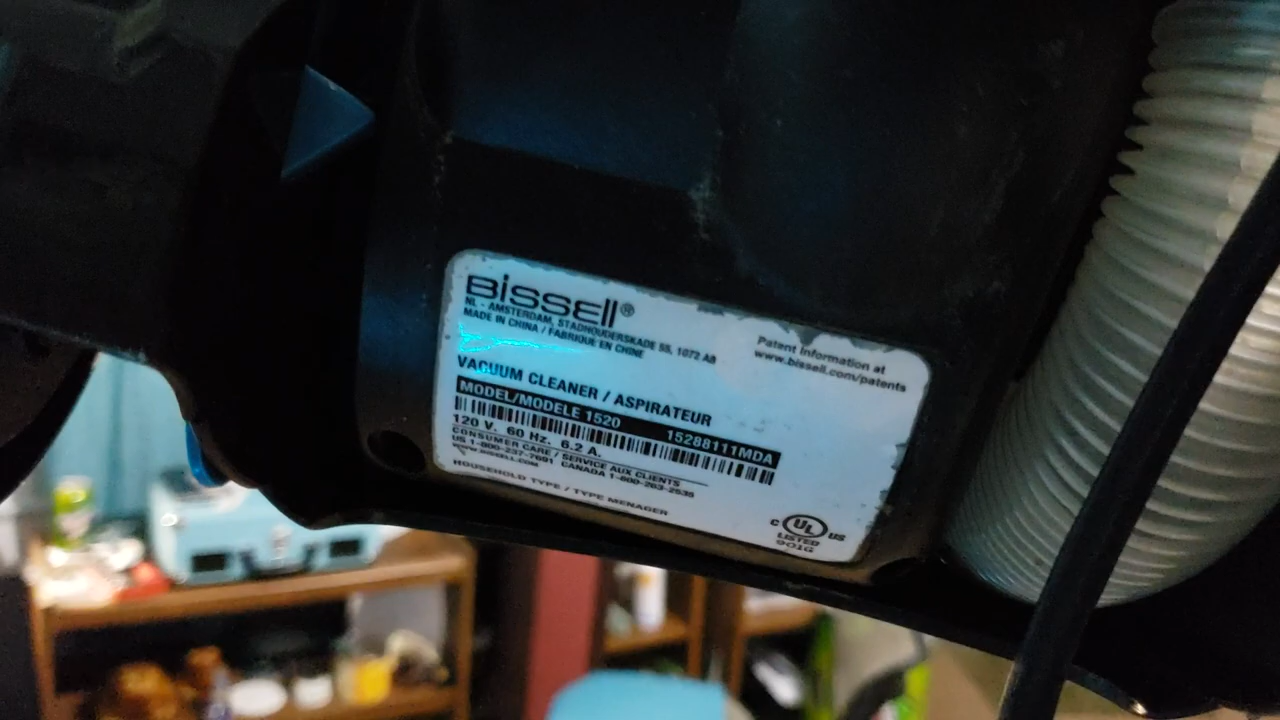 BISSELL®
NL - AMSTERDAM, STADHOUDERSKADE 55, 1072 AB
MADE IN CHINA / FABRIQUE EN CHINE
Patent Information at
www.bissell.com/patents
VACUUM CLEANER / ASPIRATEUR
MODEL/MODELE 1520 15288111MDA
120 V. 60 Hz. 6.2 A.
CONSUMER CARE / SERVICE AUX CLIENTS
US 1-800-237-7691 CANADA 1-800-263-2535
WWW.BISSELL.COM
HOUSEHOLD TYPE / TYPE MENAGER
C UL US
LISTED
901G